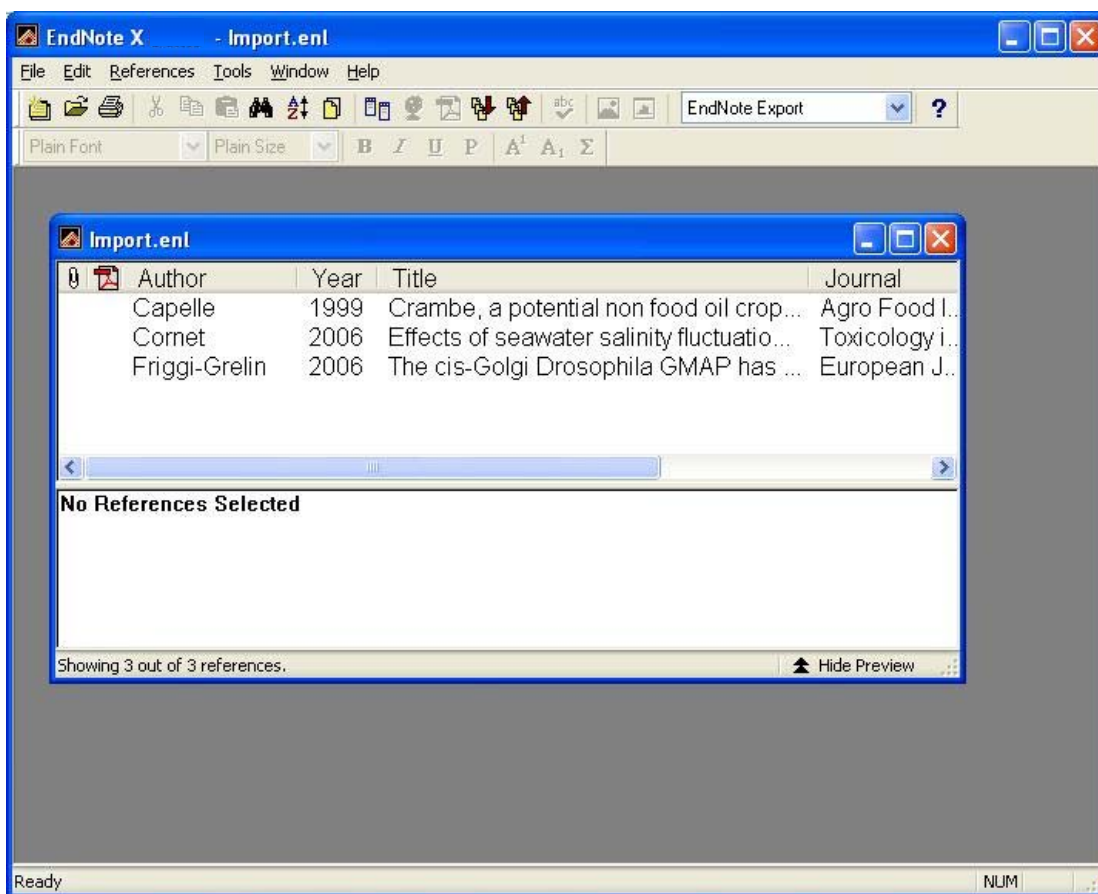 EndNote X - Import.enl
File Edit References Tools Window Help
abc EndNote Export ?
Plain Font Plain Size B I U P A¹ A₁ Σ
Import.enl
Author Year Title Journal
Capelle 1999 Crambe, a potential non food oil crop... Agro Food I...
Cornet 2006 Effects of seawater salinity fluctuatio... Toxicology i...
Friggi-Grelin 2006 The cis-Golgi Drosophila GMAP has ... European J...
No References Selected
Showing 3 out of 3 references. Hide Preview
Ready NUM